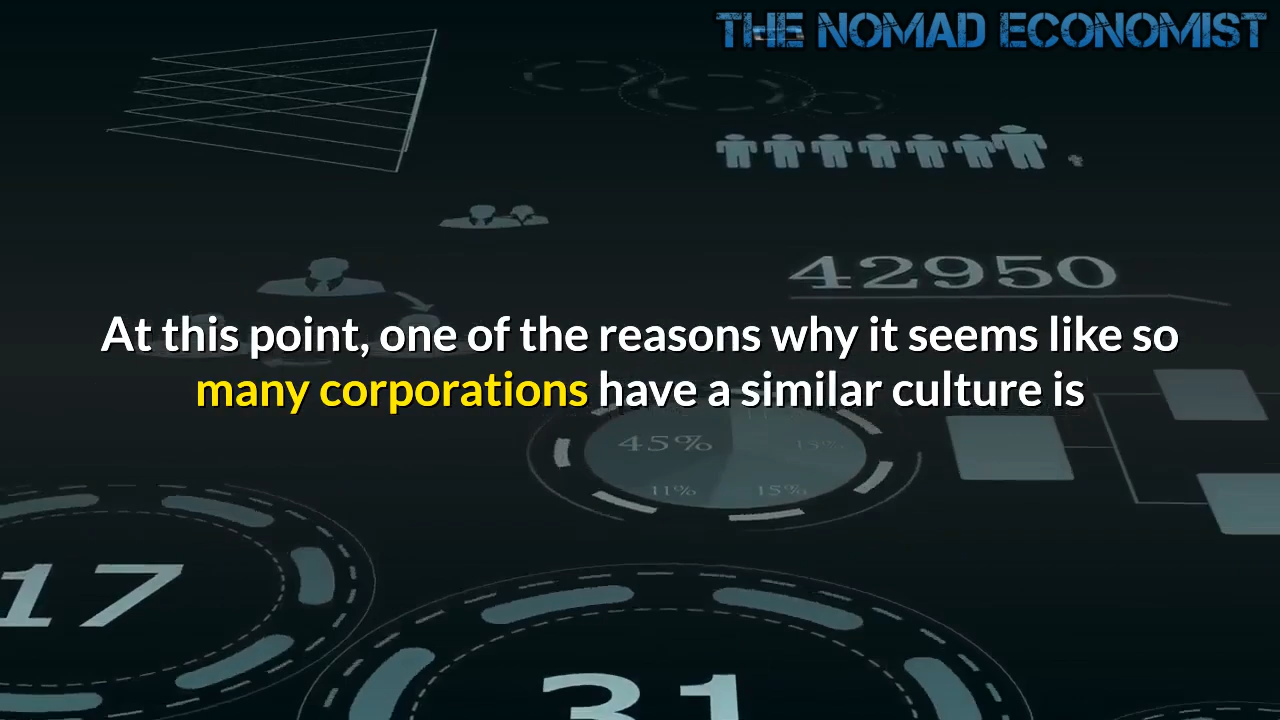 THE NOMAD ECONOMIST
42950
At this point, one of the reasons why it seems like so
many corporations have a similar culture is
45%
13%
11%
15%
17
31